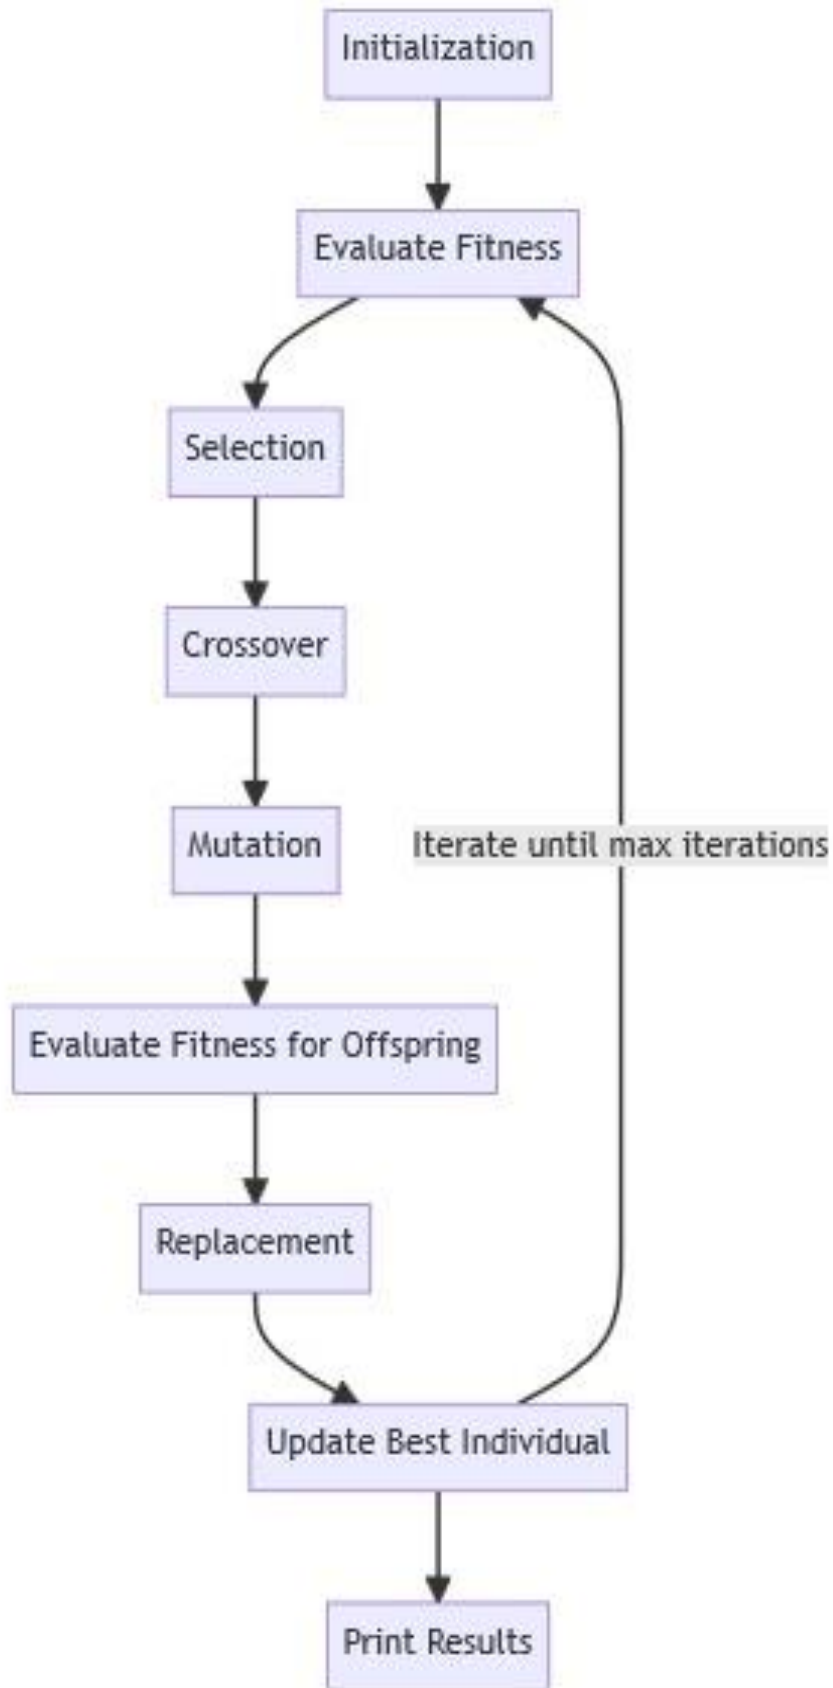 Initialization
Evaluate Fitness
Selection
Crossover
Mutation
Iterate until max iterations
Evaluate Fitness for Offspring
Replacement
Update Best Individual
Print Results